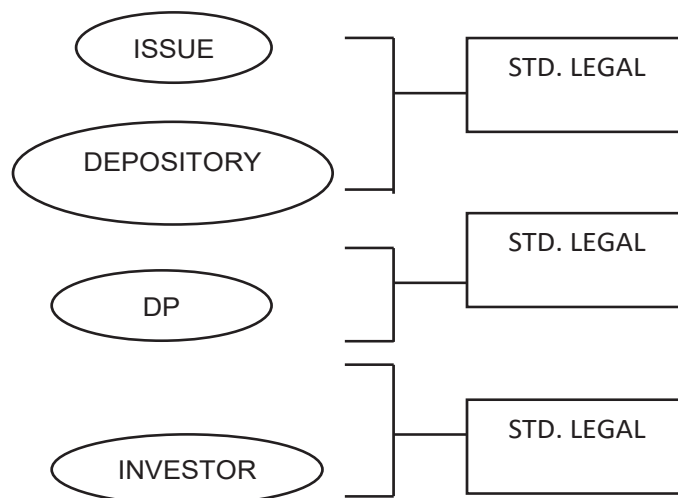 ISSUE
STD. LEGAL
DEPOSITORY
STD. LEGAL
DP
STD. LEGAL
INVESTOR